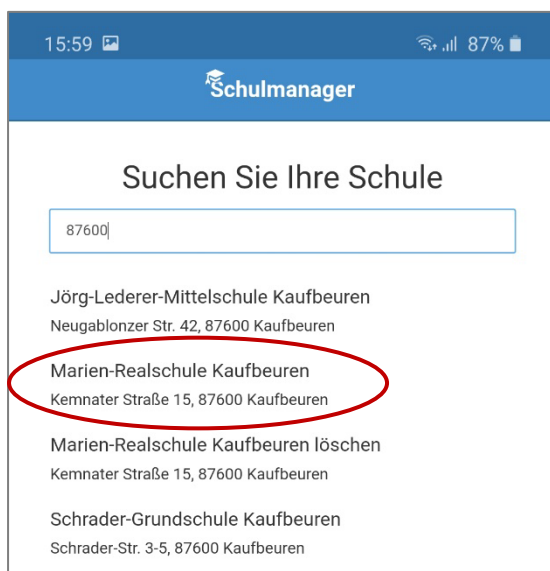 15:59 87%
Schulmanager
Suchen Sie Ihre Schule
87600
Jörg-Lederer-Mittelschule Kaufbeuren
Neugablonzer Str. 42, 87600 Kaufbeuren
Marien-Realschule Kaufbeuren
Kemnater Straße 15, 87600 Kaufbeuren
Marien-Realschule Kaufbeuren löschen
Kemnater Straße 15, 87600 Kaufbeuren
Schrader-Grundschule Kaufbeuren
Schrader-Str. 3-5, 87600 Kaufbeuren